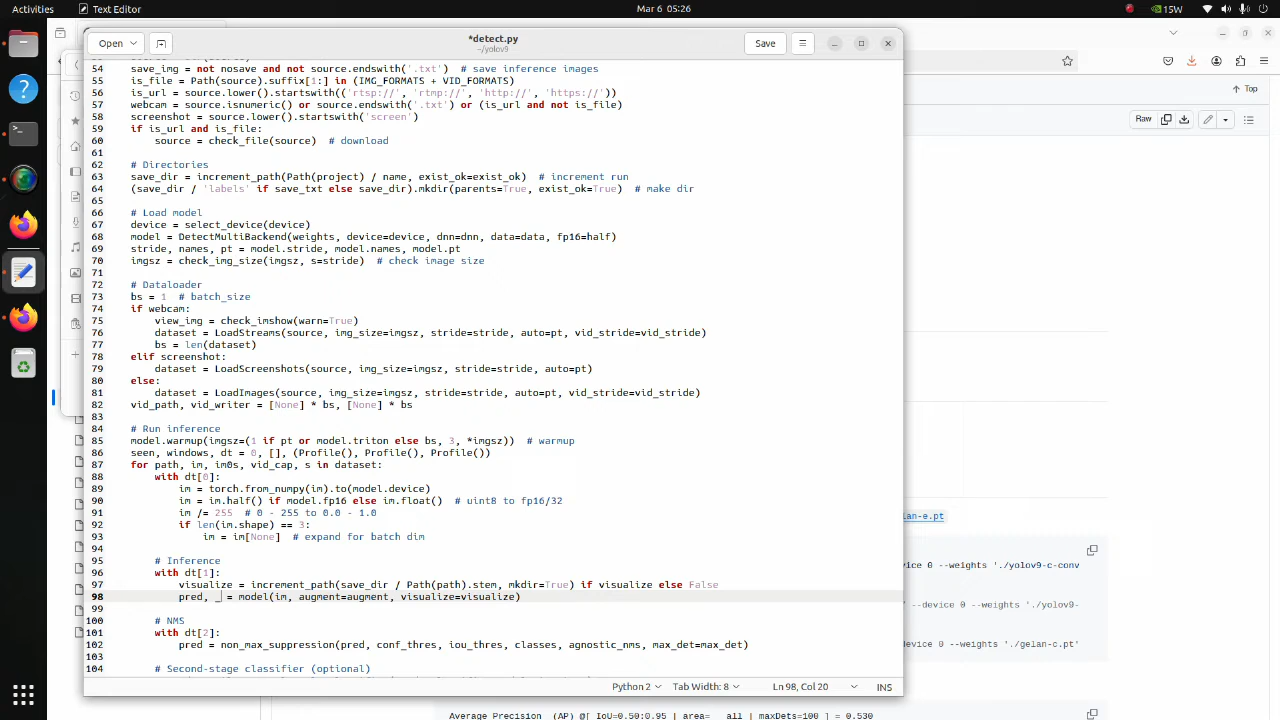 Activities
Text Editor
Mar 6 05:26
15W
Open
*detect.py
~/yolov9
Save
54 save_img = not nosave and not source.endswith('.txt')  # save inference images
55 is_file = Path(source).suffix[1:] in (IMG_FORMATS + VID_FORMATS)
56 is_url = source.lower().startswith(('rtsp://', 'rtmp://', 'http://', 'https://'))
57 webcam = source.isnumeric() or source.endswith('.txt') or (is_url and not is_file)
58 screenshot = source.lower().startswith('screen')
59 if is_url and is_file:
60 source = check_file(source)  # download
61
62 # Directories
63 save_dir = increment_path(Path(project) / name, exist_ok=exist_ok)  # increment run
64 (save_dir / 'labels' if save_txt else save_dir).mkdir(parents=True, exist_ok=True)  # make dir
65
66 # Load model
67 device = select_device(device)
68 model = DetectMultiBackend(weights, device=device, dnn=dnn, data=data, fp16=half)
69 stride, names, pt = model.stride, model.names, model.pt
70 imgsz = check_img_size(imgsz, s=stride)  # check image size
71
72 # Dataloader
73 bs = 1  # batch_size
74 if webcam:
75 view_img = check_imshow(warn=True)
76 dataset = LoadStreams(source, img_size=imgsz, stride=stride, auto=pt, vid_stride=vid_stride)
77 bs = len(dataset)
78 elif screenshot:
79 dataset = LoadScreenshots(source, img_size=imgsz, stride=stride, auto=pt)
80 else:
81 dataset = LoadImages(source, img_size=imgsz, stride=stride, auto=pt, vid_stride=vid_stride)
82 vid_path, vid_writer = [None] * bs, [None] * bs
83
84 # Run inference
85 model.warmup(imgsz=(1 if pt or model.triton else bs, 3, *imgsz))  # warmup
86 seen, windows, dt = 0, [], (Profile(), Profile(), Profile())
87 for path, im, im0s, vid_cap, s in dataset:
88 with dt[0]:
89 im = torch.from_numpy(im).to(model.device)
90 im = im.half() if model.fp16 else im.float()  # uint8 to fp16/32
91 im /= 255  # 0 - 255 to 0.0 - 1.0
92 if len(im.shape) == 3:
93 im = im[None]  # expand for batch dim
94
95 # Inference
96 with dt[1]:
97 visualize = increment_path(save_dir / Path(path).stem, mkdir=True) if visualize else False
98 pred, _ = model(im, augment=augment, visualize=visualize)
99
100 # NMS
101 with dt[2]:
102 pred = non_max_suppression(pred, conf_thres, iou_thres, classes, agnostic_nms, max_det=max_det)
103
104 # Second-stage classifier (optional)
Python 2
Tab Width: 8
Ln 98, Col 20
INS
Top
Raw
lan-e.pt
ce 0 --weights './yolov9-c-conv
--device 0 --weights './yolov9-
vice 0 --weights './gelan-c.pt'
Average Precision  (AP) @[ IoU=0.50:0.95 | area=   all | maxDets=100 ] = 0.530